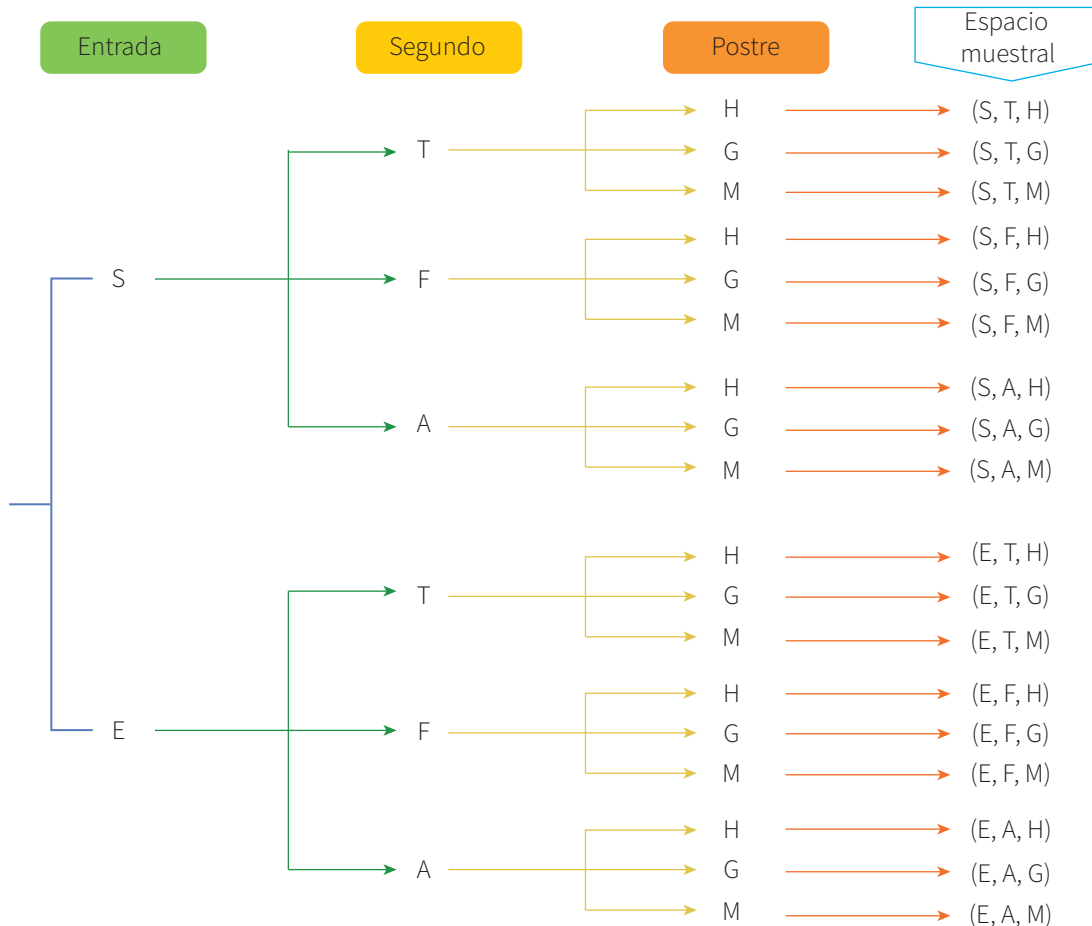 Entrada
Segundo
Postre
Espacio
muestral
H
(S, T, H)
T
G
(S, T, G)
M
(S, T, M)
H
(S, F, H)
S
F
G
(S, F, G)
M
(S, F, M)
H
(S, A, H)
A
G
(S, A, G)
M
(S, A, M)
H
(E, T, H)
T
G
(E, T, G)
M
(E, T, M)
H
(E, F, H)
E
F
G
(E, F, G)
M
(E, F, M)
H
(E, A, H)
A
G
(E, A, G)
M
(E, A, M)